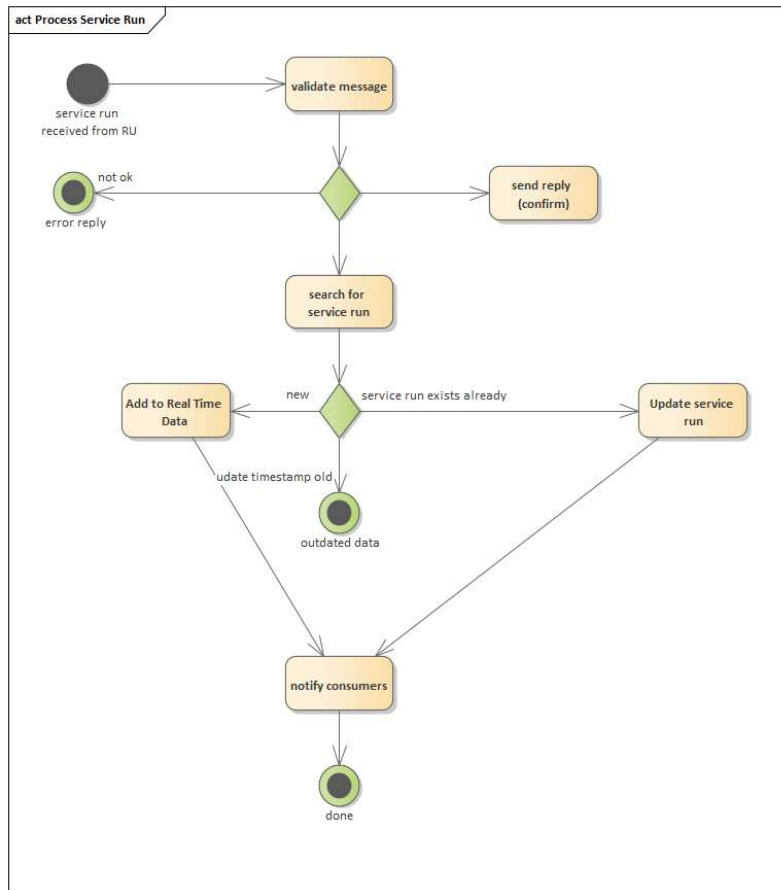 act Process Service Run
validate message
service run
received from RU
not ok
send reply
(confirm)
error reply
search for
service run
new
service run exists already
Add to Real Time
Data
Update service
run
udate timestamp old
outdated data
notify consumers
done